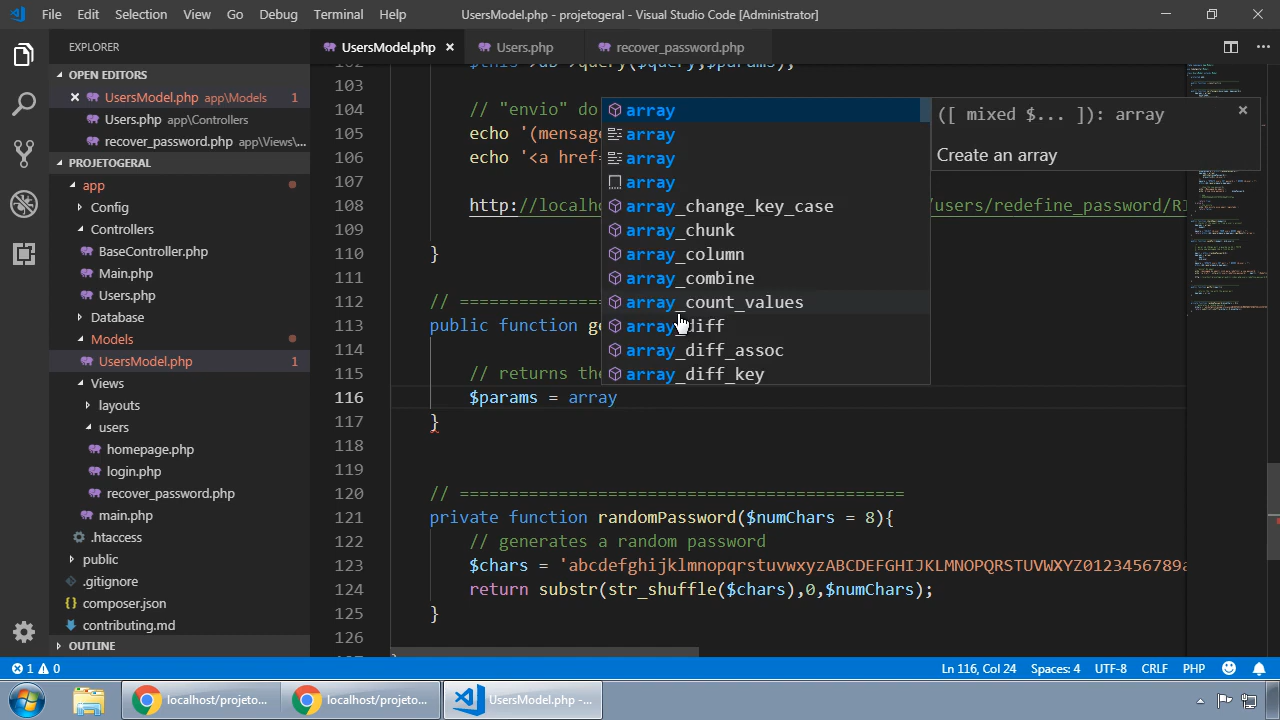 File Edit Selection View Go Debug Terminal Help UsersModel.php - projetogeral - Visual Studio Code [Administrator]
EXPLORER
UsersModel.php × Users.php recover_password.php
OPEN EDITORS
UsersModel.php app\Models 1
Users.php app\Controllers
recover_password.php app\Views\...
PROJETOGERAL
app
Config
Controllers
BaseController.php
Main.php
Users.php
Database
Models
UsersModel.php 1
Views
layouts
users
homepage.php
login.php
recover_password.php
main.php
.htaccess
public
.gitignore
composer.json
contributing.md
OUTLINE
103
104 // "envio" do
105 echo '(mensag
106 echo '<a href=
107
108 http://localho /users/redefine_password/R
109
110 }
111
112 // ==============
113 public function g
114
115 // returns the
116 $params = array
117 }
118
119
120 // =============================================
121 private function randomPassword($numChars = 8){
122 // generates a random password
123 $chars = 'abcdefghijklmnopqrstuvwxyzABCDEFGHIJKLMNOPQRSTUVWXYZ0123456789a
124 return substr(str_shuffle($chars),0,$numChars);
125 }
126
array
array
array
array
array_change_key_case
array_chunk
array_column
array_combine
array_count_values
array_diff
array_diff_assoc
array_diff_key
([ mixed $... ]): array
Create an array
1 0 Ln 116, Col 24 Spaces: 4 UTF-8 CRLF PHP
localhost/projeto... localhost/projeto... UsersModel.php -...